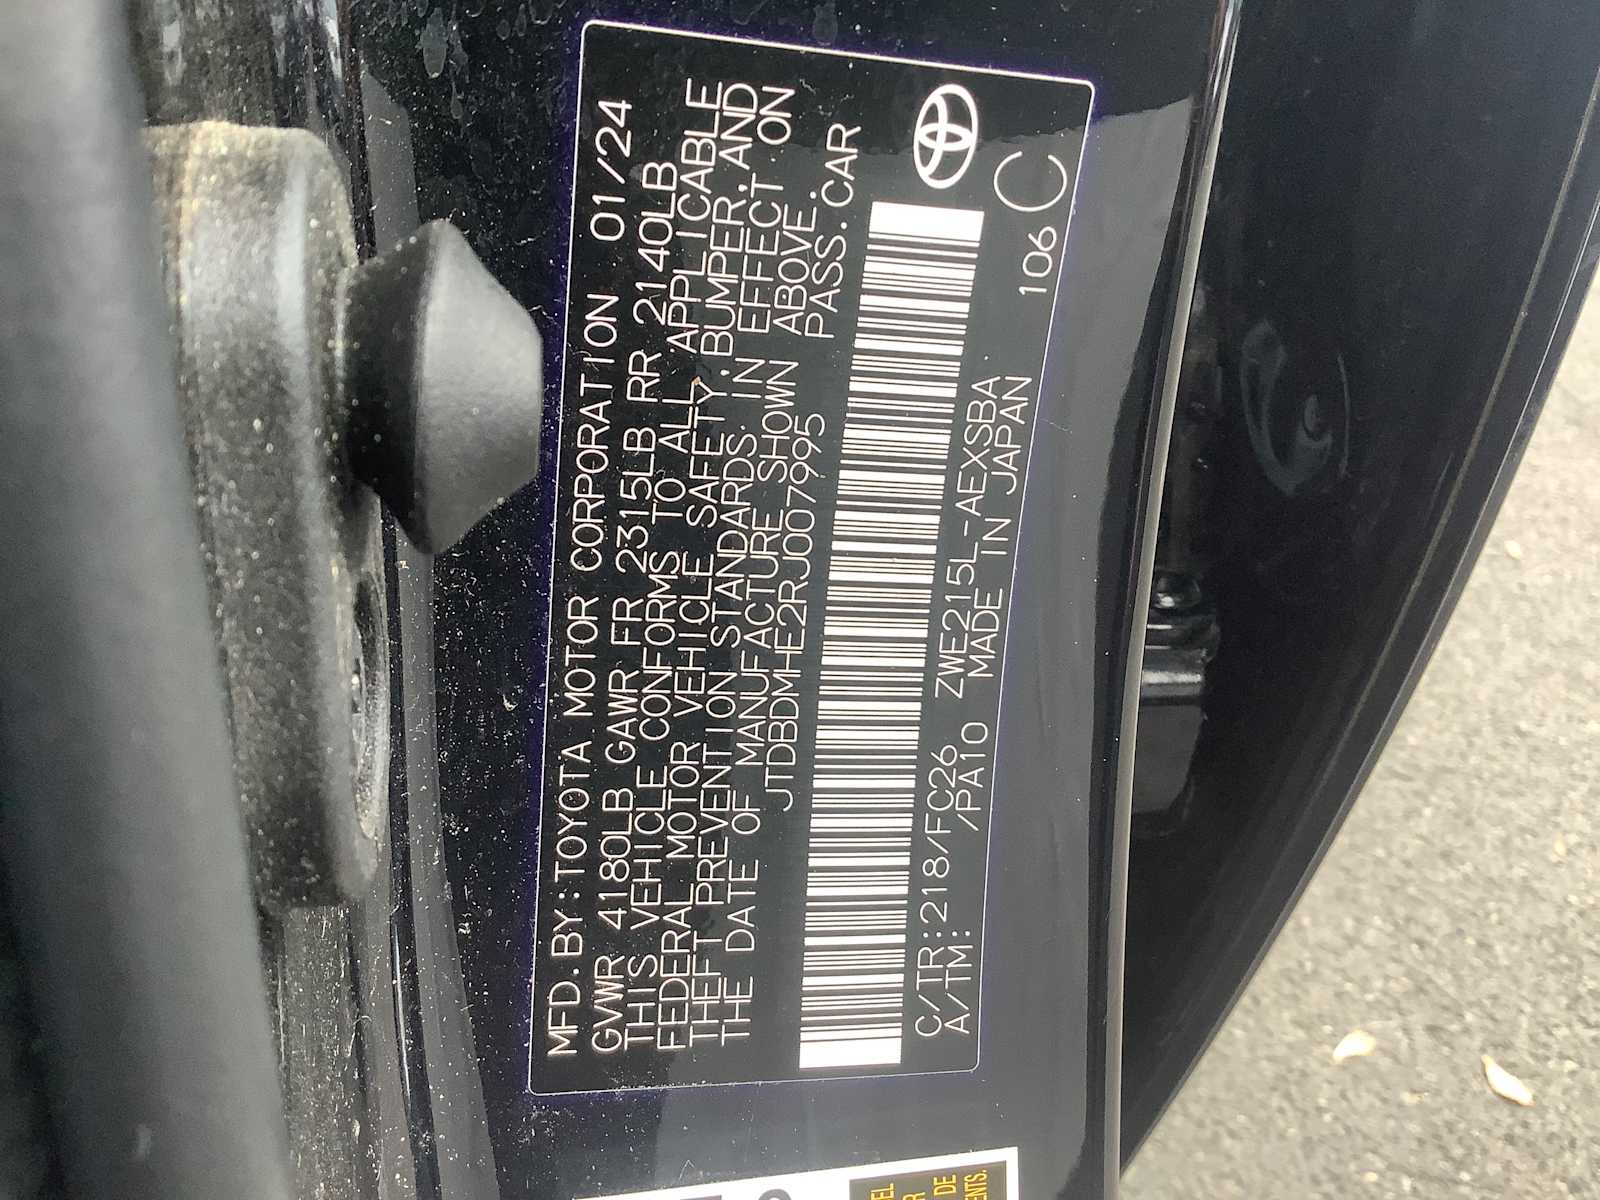 MFD.BY:TOYOTA MOTOR CORPORATION 01/24
GVWR 4180LB GAWR FR 2315LB RR 2140LB
THIS VEHICLE CONFORMS TO ALL APPLICABLE
FEDERAL MOTOR VEHICLE SAFETY,BUMPER,AND
THEFT PREVENTION STANDARDS IN EFFECT ON
THE DATE OF MANUFACTURE SHOWN ABOVE.
JTDBDMHE2RJ007995 PASS.CAR
C/TR:218/FC26 ZWE215L-AEXSBA
A/TM: /PA10 MADE IN JAPAN
106 C
DE